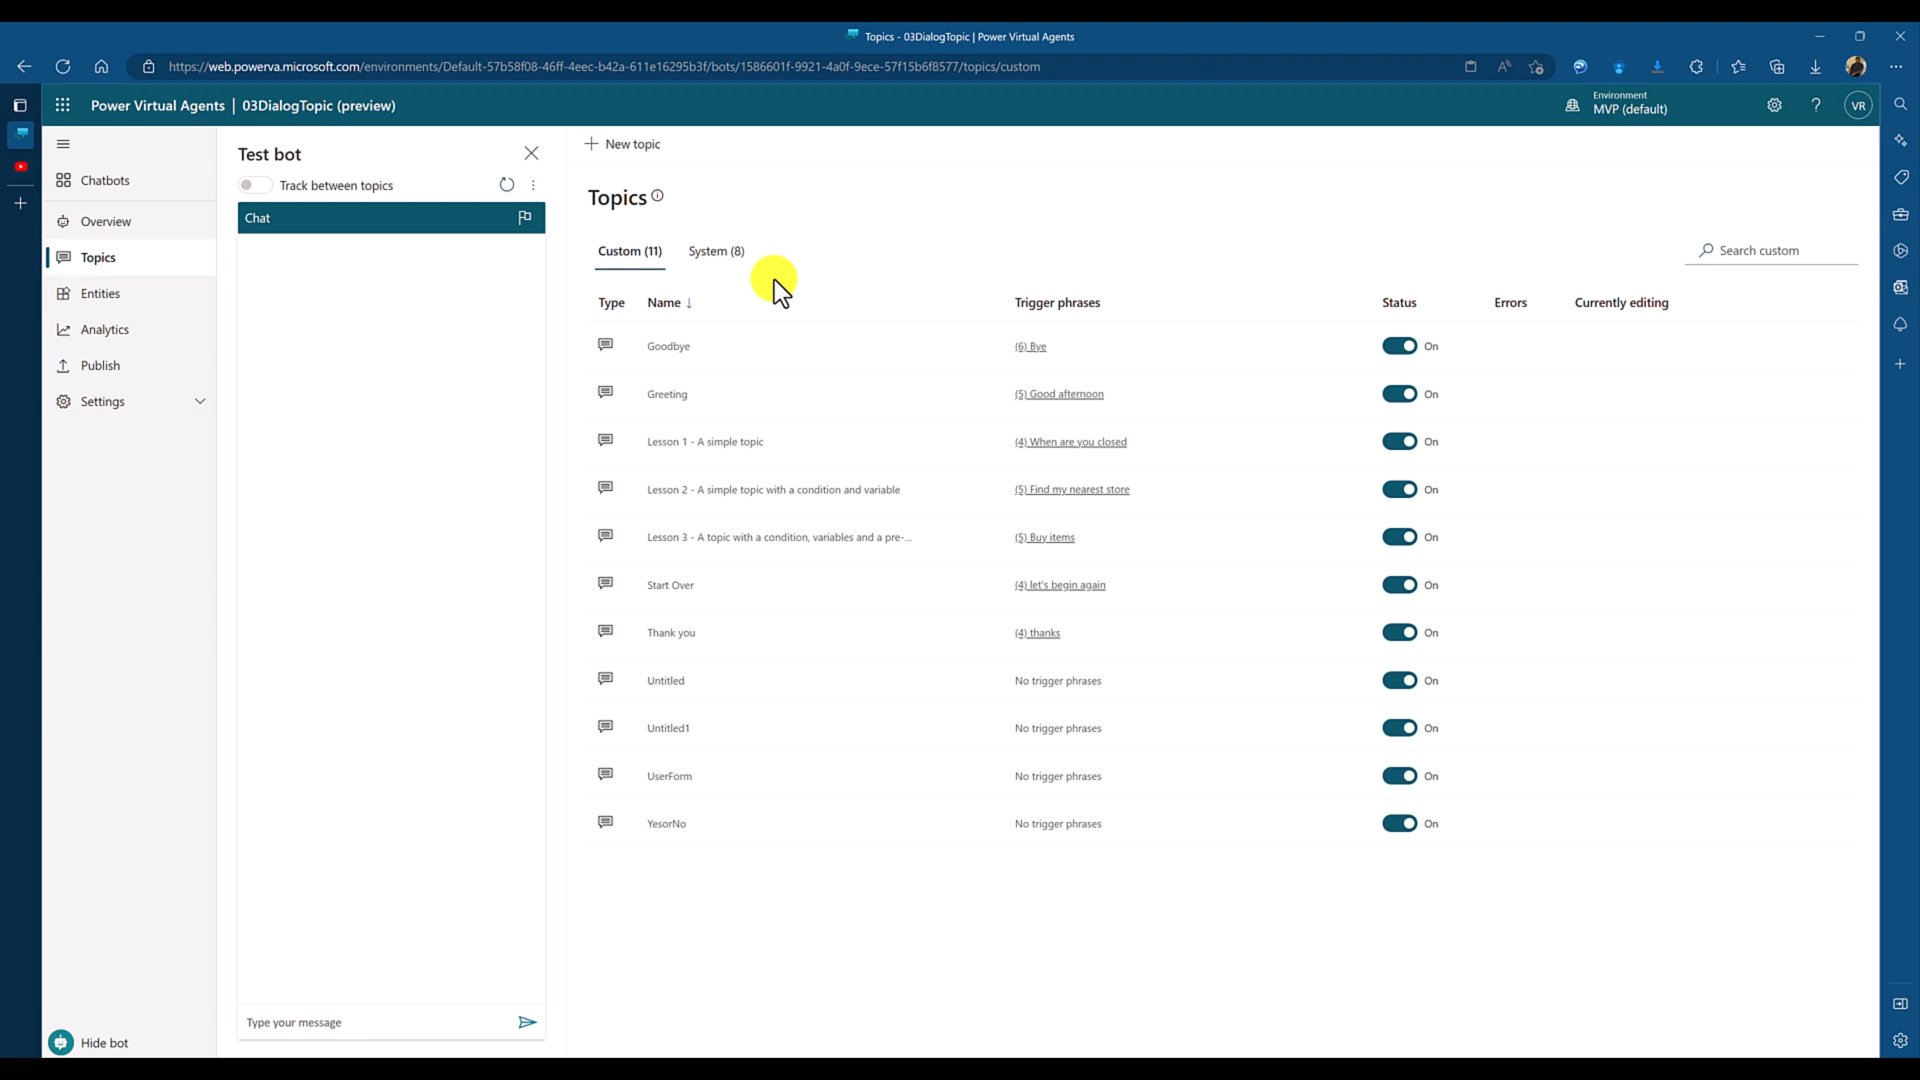 Topics - 03DialogTopic | Power Virtual Agents
https://web.powerva.microsoft.com/environments/Default-57b58f08-46ff-4eec-b42a-611e16295b3f/bots/1586601f-9921-4a0f-9ece-57f15b6f8577/topics/custom
Power Virtual Agents | 03DialogTopic (preview)
Environment
MVP (default)
?
VR
Chatbots
Overview
Topics
Entities
Analytics
Publish
Settings
Hide bot
Test bot
Track between topics
Chat
Type your message
New topic
Topics
Custom (11) System (8)
Search custom
Type Name ↓ Trigger phrases Status Errors Currently editing
Goodbye (6) Bye On
Greeting (5) Good afternoon On
Lesson 1 - A simple topic (4) When are you closed On
Lesson 2 - A simple topic with a condition and variable (5) Find my nearest store On
Lesson 3 - A topic with a condition, variables and a pre-... (5) Buy items On
Start Over (4) let's begin again On
Thank you (4) thanks On
Untitled No trigger phrases On
Untitled1 No trigger phrases On
UserForm No trigger phrases On
YesorNo No trigger phrases On